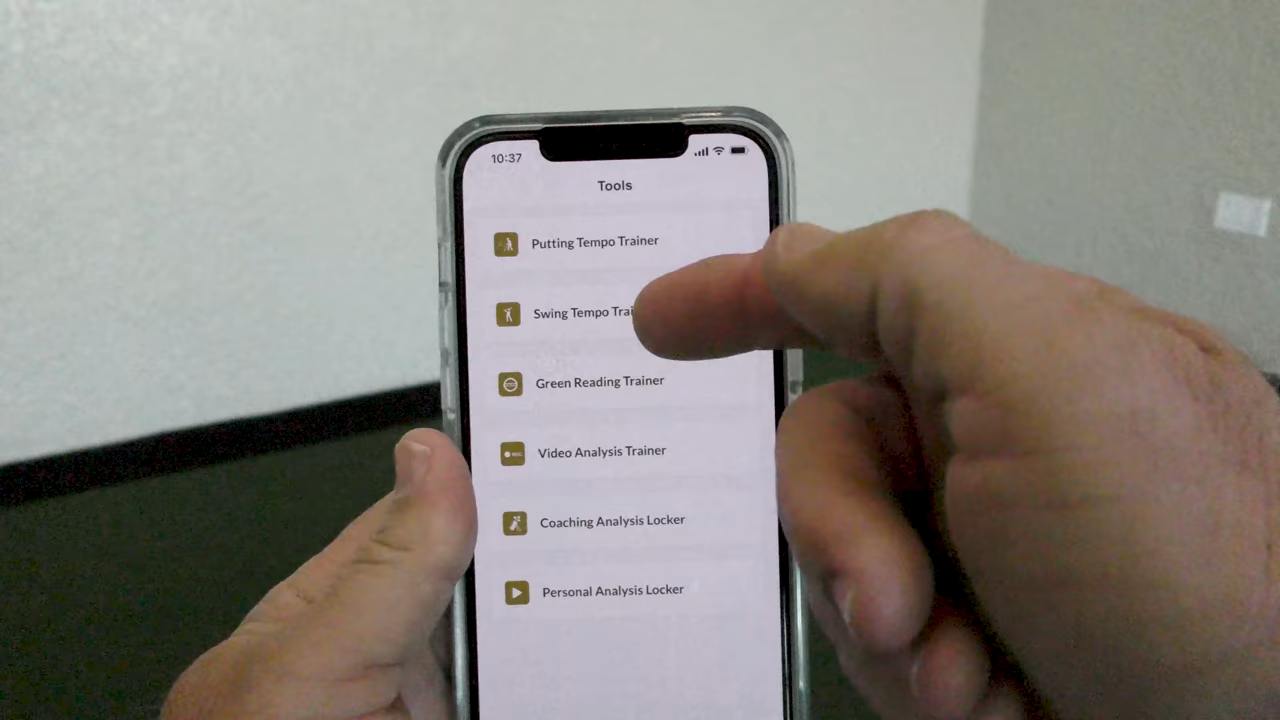 10:37
Tools
Putting Tempo Trainer
Swing Tempo
Green Reading Trainer
Video Analysis Trainer
Coaching Analysis Locker
Personal Analysis Locker